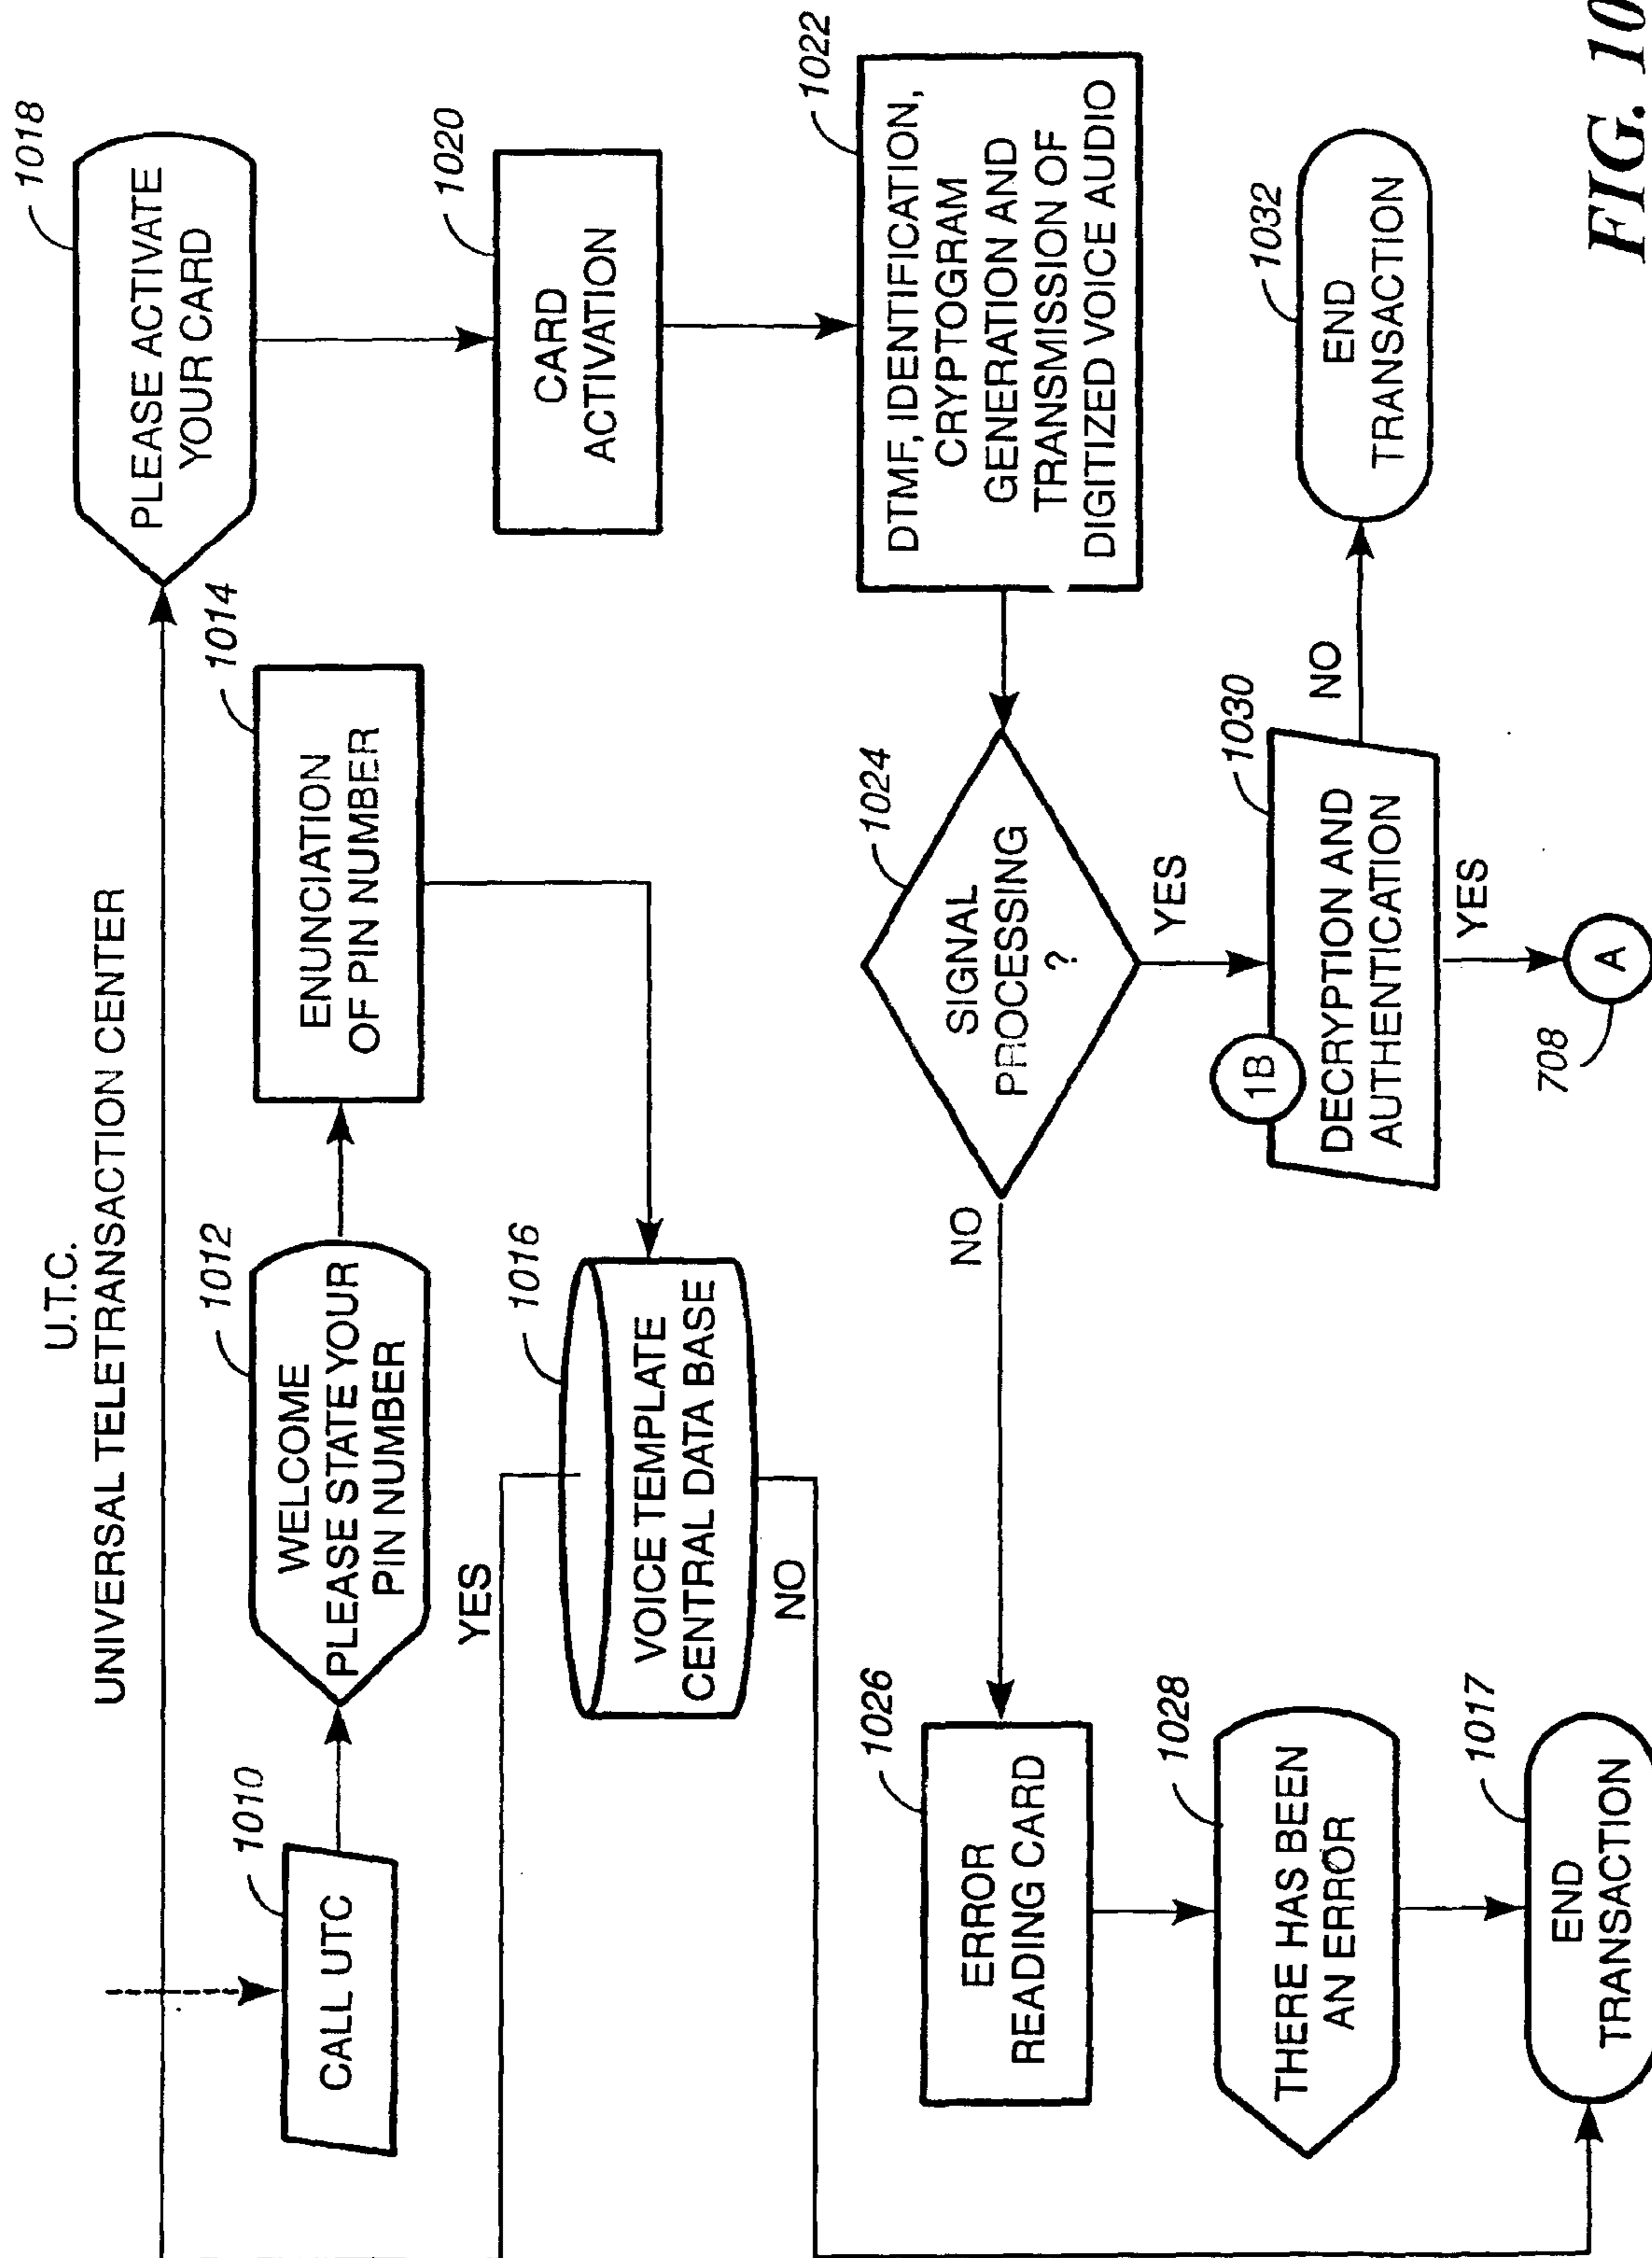 U.T.C.
UNIVERSAL TELETRANSACTION CENTER
1010
CALL UTC
1012
WELCOME
PLEASE STATE YOUR
PIN NUMBER
1014
ENUNCIATION
OF PIN NUMBER
1018
PLEASE ACTIVATE
YOUR CARD
YES
1016
VOICE TEMPLATE
CENTRAL DATA BASE
NO
1020
CARD
ACTIVATION
1022
DTMF, IDENTIFICATION,
CRYPTOGRAM
GENERATION AND
TRANSMISSION OF
DIGITIZED VOICE AUDIO
1024
SIGNAL
PROCESSING
?
NO
YES
1026
ERROR
READING CARD
1028
THERE HAS BEEN
AN ERROR
1017
END
TRANSACTION
1B
1030
DECRYPTION AND
AUTHENTICATION
NO
1032
END
TRANSACTION
YES
708
A
FIG. 10